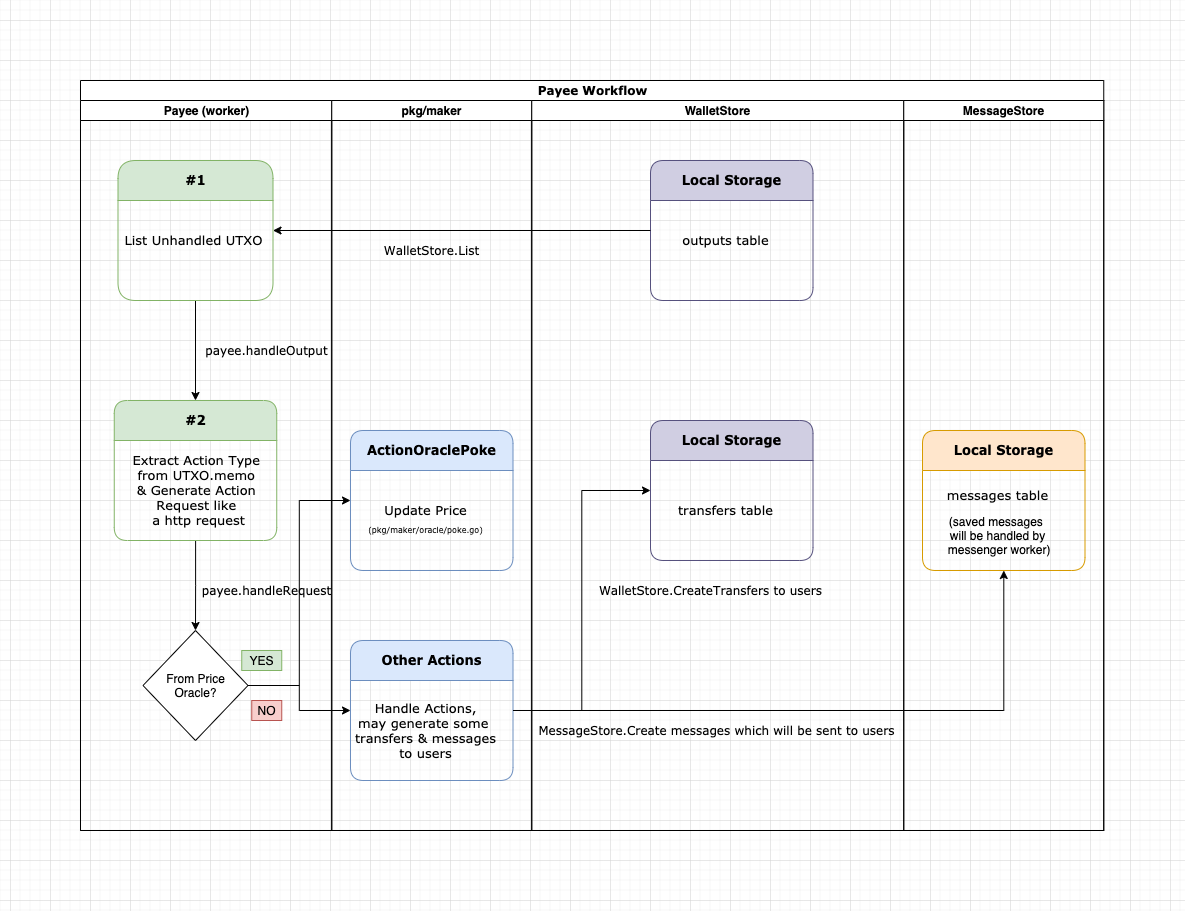 Payee Workflow
Payee (worker)
pkg/maker
WalletStore
MessageStore
#1
List Unhandled UTXO
WalletStore.List
Local Storage
outputs table
payee.handleOutput
#2
Extract Action Type
from UTXO.memo
& Generate Action
Request like
a http request
ActionOraclePoke
Update Price
(pkg/maker/oracle/poke.go)
Local Storage
transfers table
Local Storage
messages table
(saved messages
will be handled by
messenger worker)
payee.handleRequest
WalletStore.CreateTransfers to users
From Price
Oracle?
YES
NO
Other Actions
Handle Actions,
may generate some
transfers & messages
to users
MessageStore.Create messages which will be sent to users